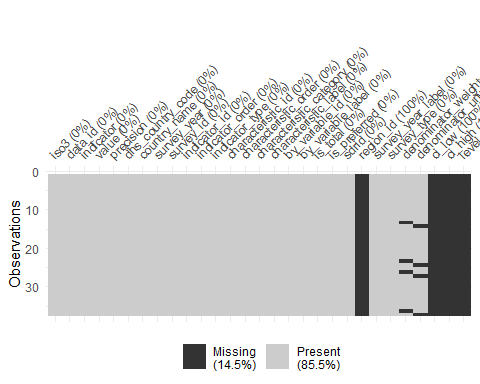 iso3 (0%)
data_id (0%)
indicator (0%)
value (0%)
precision (0%)
dhs_country_code (0%)
country_name (0%)
survey_year (0%)
survey_id (0%)
indicator_id (0%)
indicator_order (0%)
indicator_type (0%)
characteristic_id (0%)
characteristic_order (0%)
characteristic_category (0%)
characteristic_label (0%)
by_variable_id (0%)
by_variable_label (0%)
is_total (0%)
is_preferred (0%)
sdrid (0%)
region_id (100%)
survey_year_label (0%)
survey_type (0%)
denominator_weight
denominator_
ci_low (100%)
ci_high (
level
Observations
0
10
20
30
Missing
(14.5%)
Present
(85.5%)